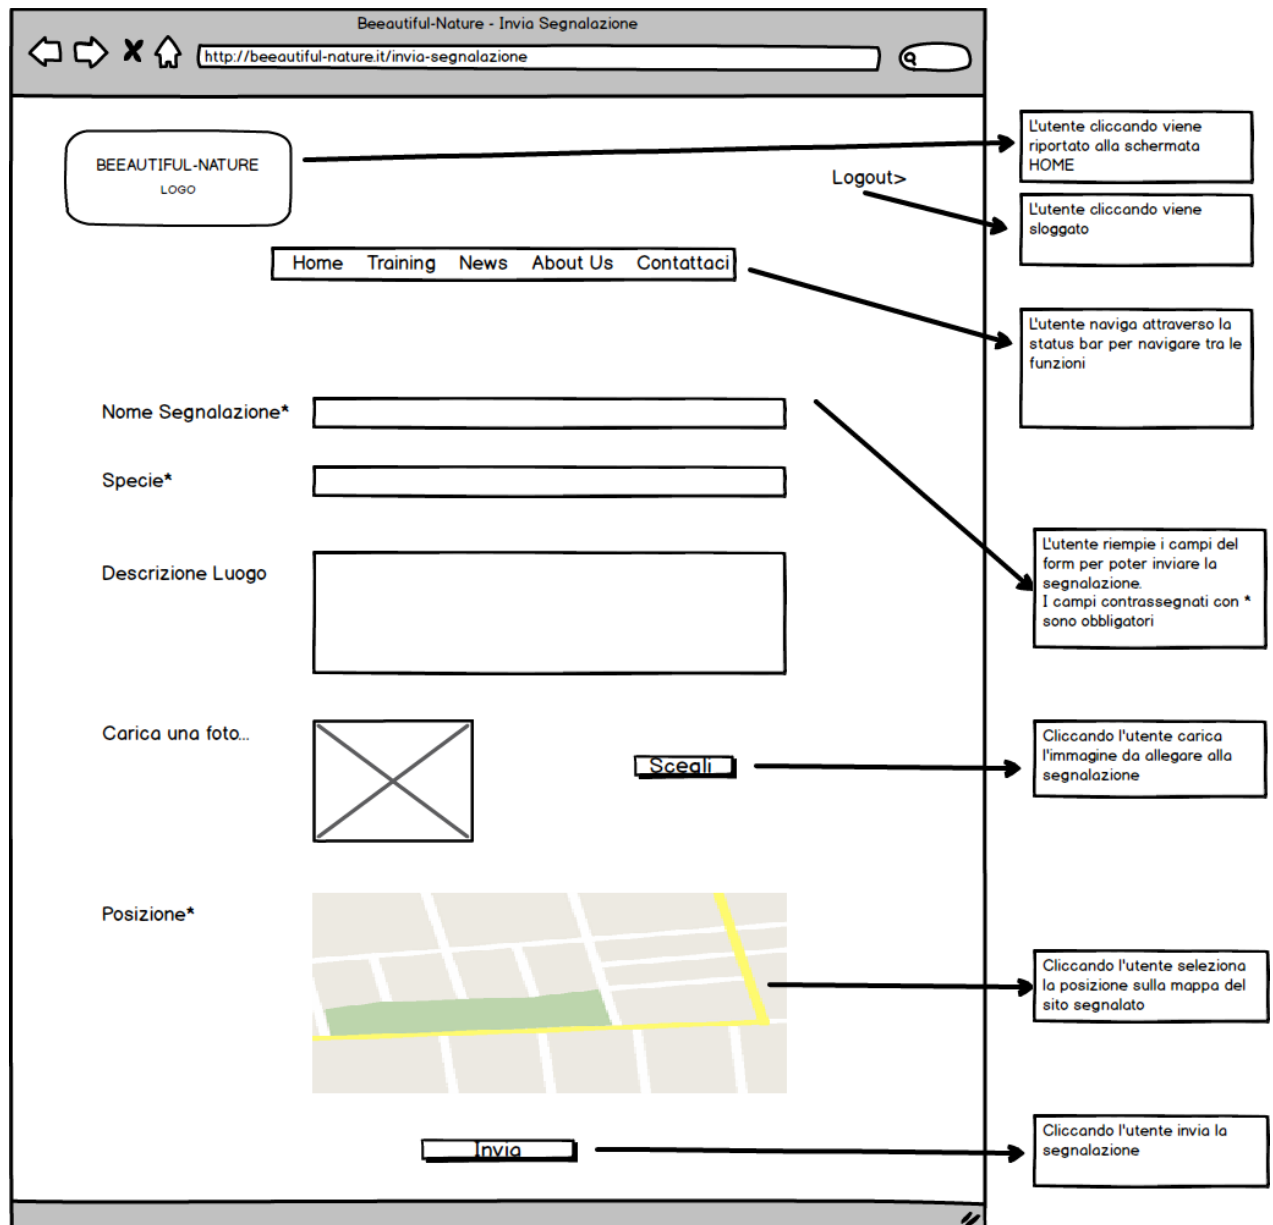 Beeautiful-Nature - Invia Segnalazione
http://beeautiful-nature.it/invia-segnalazione
BEEAUTIFUL-NATURE
LOGO
Logout>
L'utente cliccando viene
riportato alla schermata
HOME
L'utente cliccando viene
sloggato
Home Training News About Us Contattaci
L'utente naviga attraverso la
status bar per navigare tra le
funzioni
Nome Segnalazione*
Specie*
Descrizione Luogo
L'utente riempie i campi del
form per poter inviare la
segnalazione.
I campi contrassegnati con *
sono obbligatori
Carica una foto...
Scegli
Cliccando l'utente carica
l'immagine da allegare alla
segnalazione
Posizione*
Cliccando l'utente seleziona
la posizione sulla mappa del
sito segnalato
Invia
Cliccando l'utente invia la
segnalazione